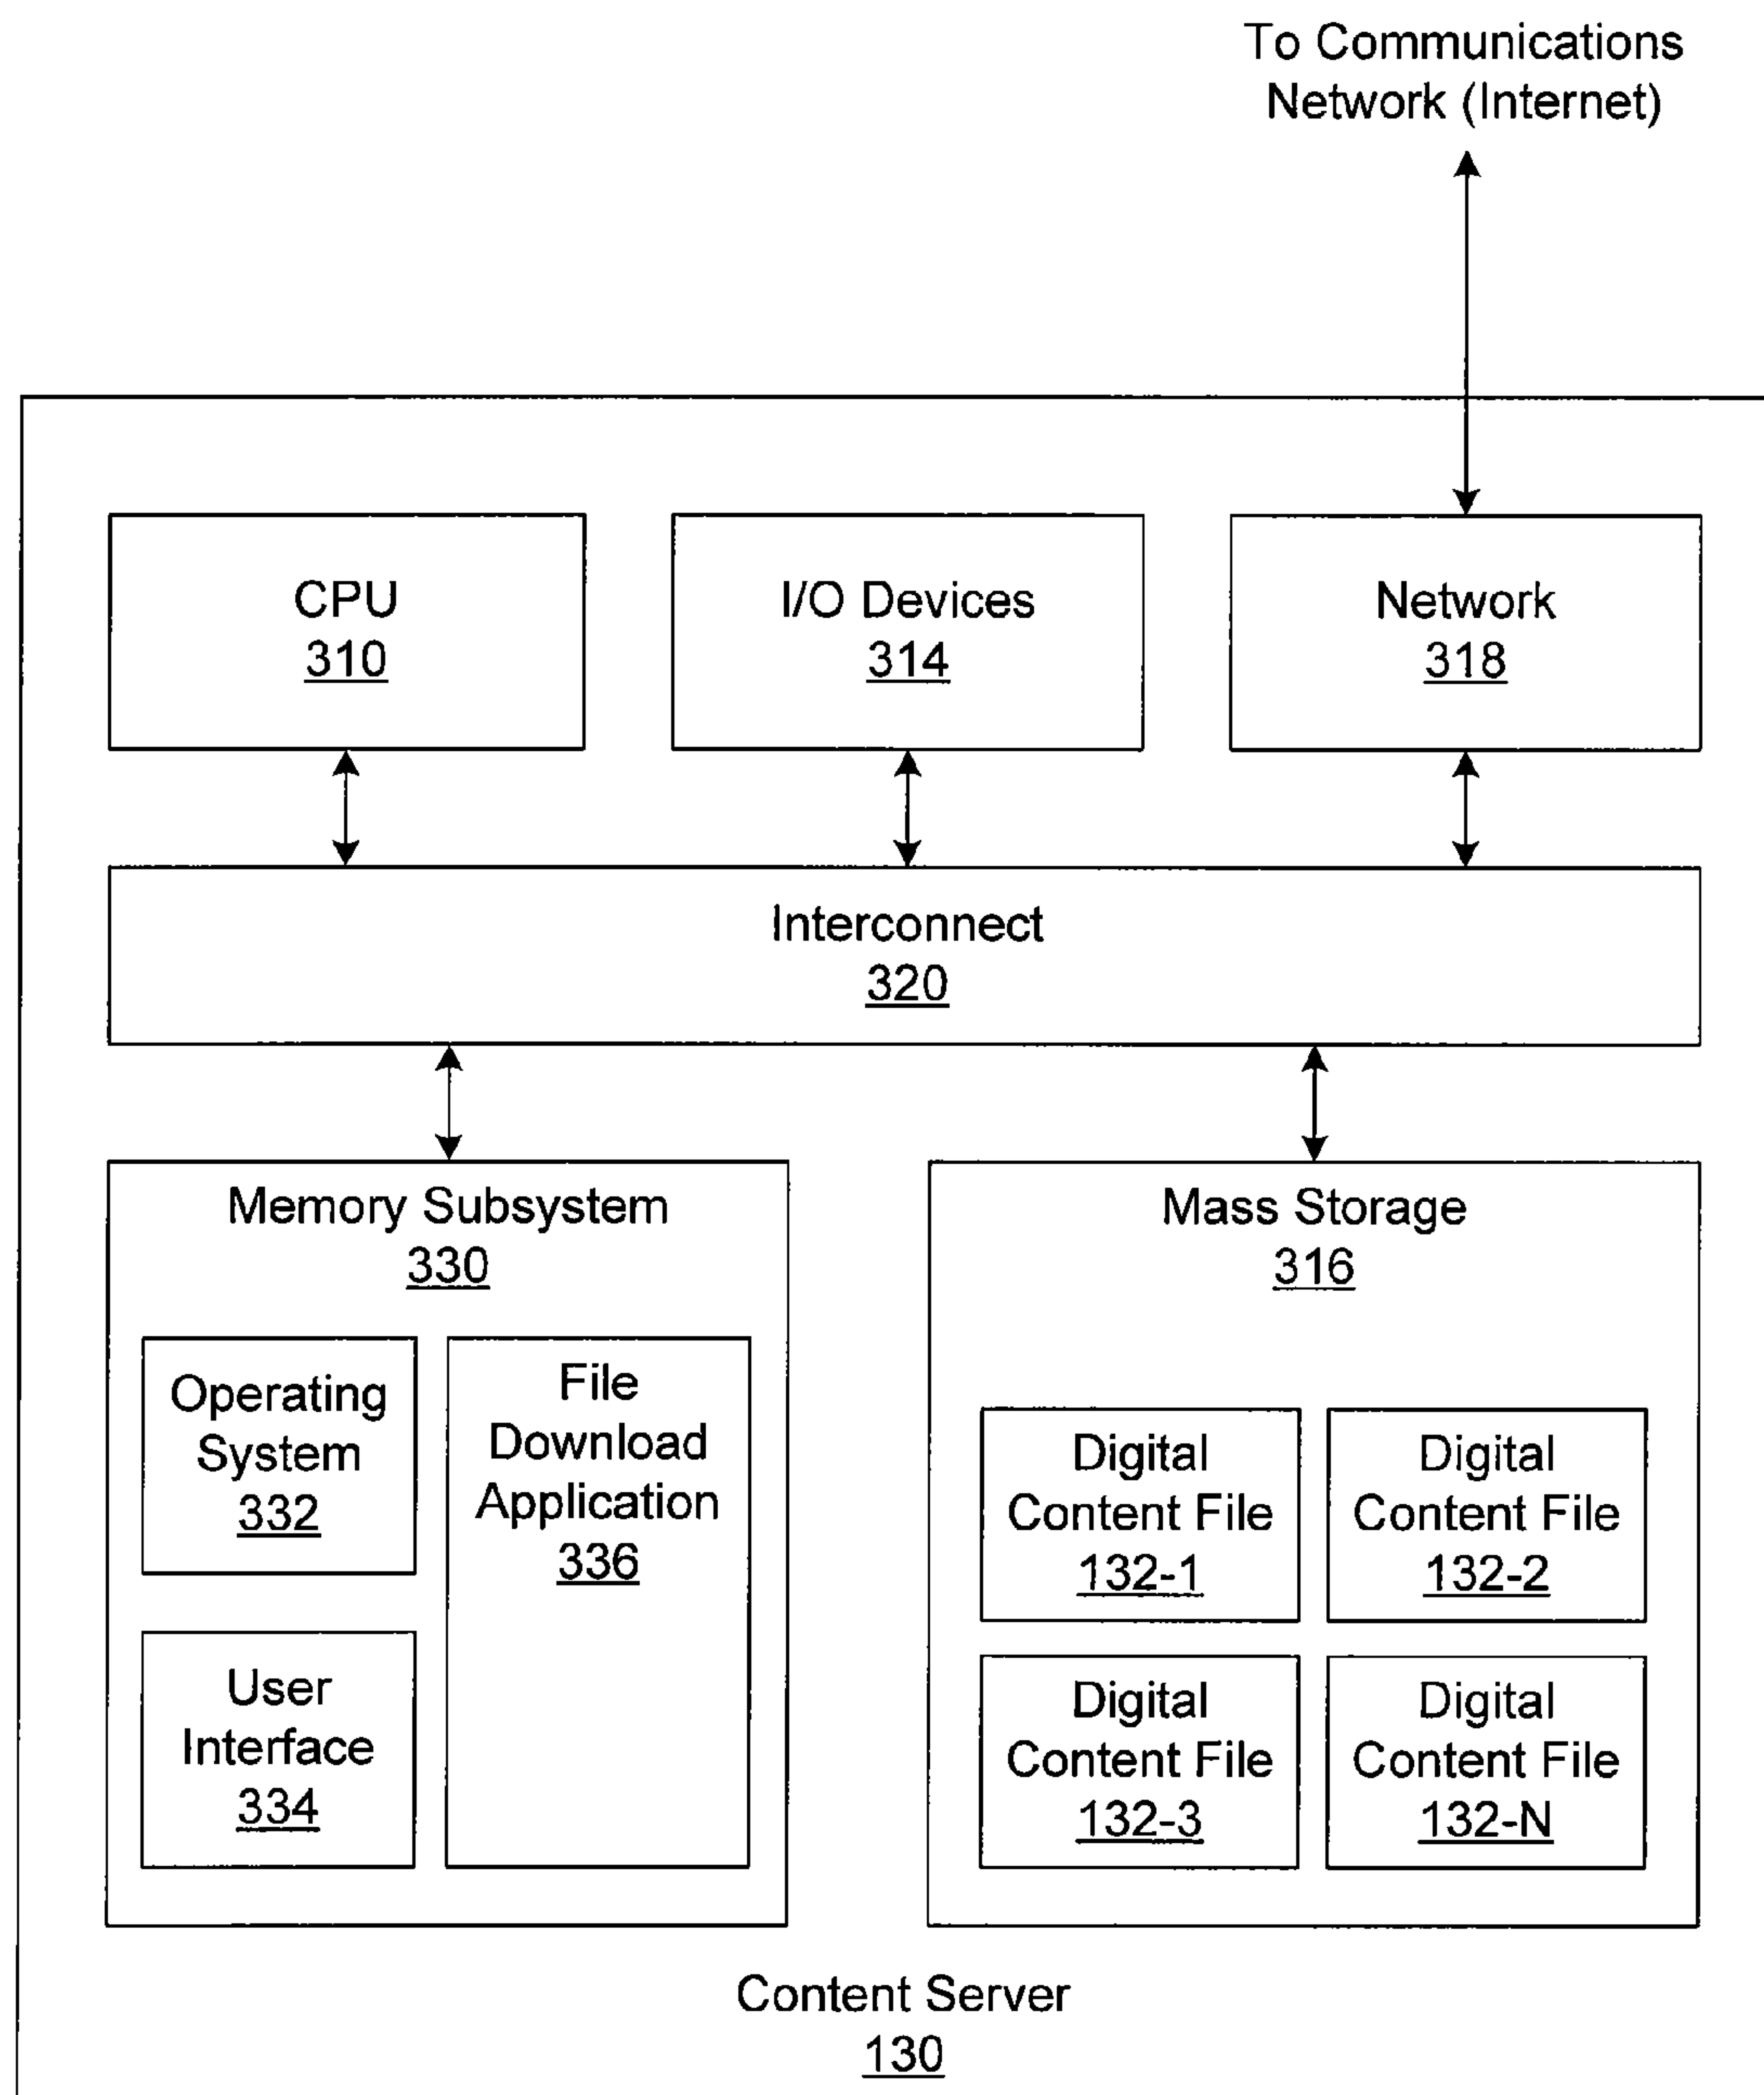 To Communications
Network (Internet)
CPU
310
I/O Devices
314
Network
318
Interconnect
320
Memory Subsystem
330
Operating
System
332
File
Download
Application
336
User
Interface
334
Mass Storage
316
Digital
Content File
132-1
Digital
Content File
132-2
Digital
Content File
132-3
Digital
Content File
132-N
Content Server
130